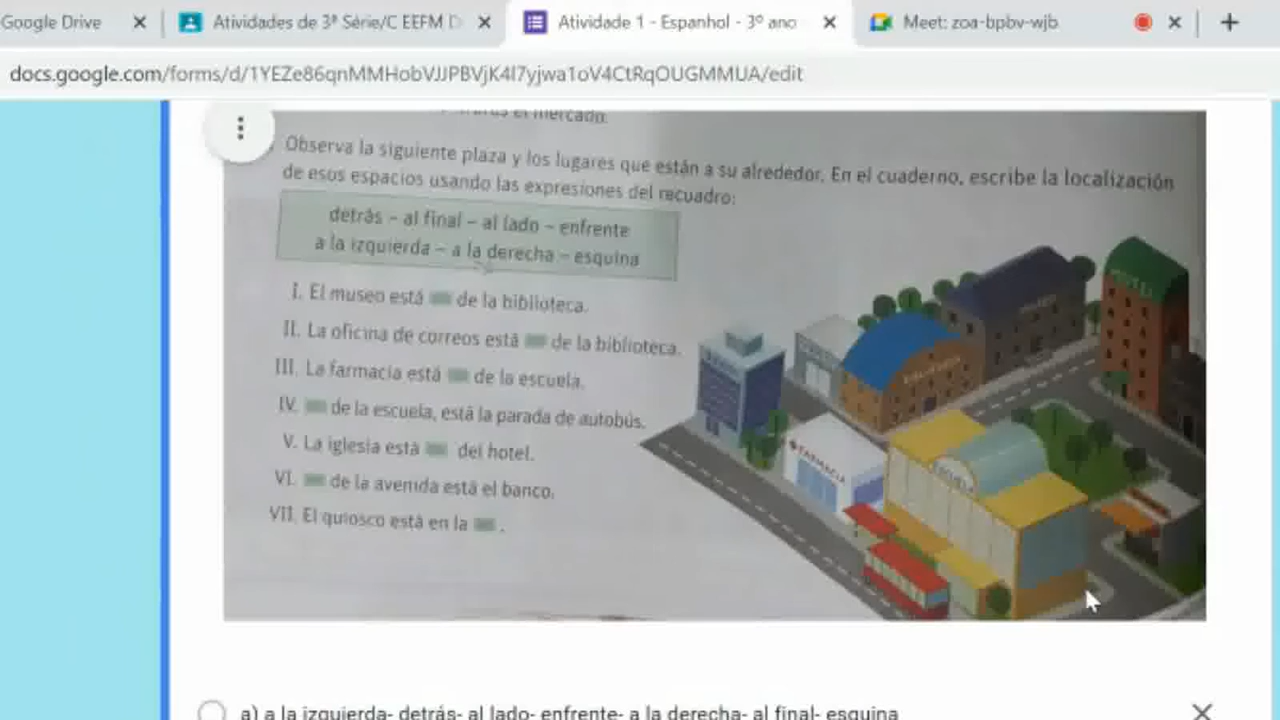 Google Drive
Atividades de 3ª Série/C EEFM D
Atividade 1 - Espanhol - 3º ano
Meet: zoa-bpbv-wjb
docs.google.com/forms/d/1YEZe86qnMMHobVJJPBVjK4l7yjwa1oV4CtRqOUGMMUA/edit
el mercado.
Observa la siguiente plaza y los lugares que están a su alrededor. En el cuaderno, escribe la localización
de esos espacios usando las expresiones del recuadro:
detrás - al final - al lado - enfrente
a la izquierda - a la derecha - esquina
I. El museo está de la biblioteca.
II. La oficina de correos está de la biblioteca.
III. La farmacia está de la escuela.
IV. de la escuela, está la parada de autobús.
V. La iglesia está del hotel.
VI. de la avenida está el banco.
VII. El quiosco está en la .
HOTEL
FARMACIA
ESCUELA
a) a la izquierda- detrás- al lado- enfrente- a la derecha- al final- esquina